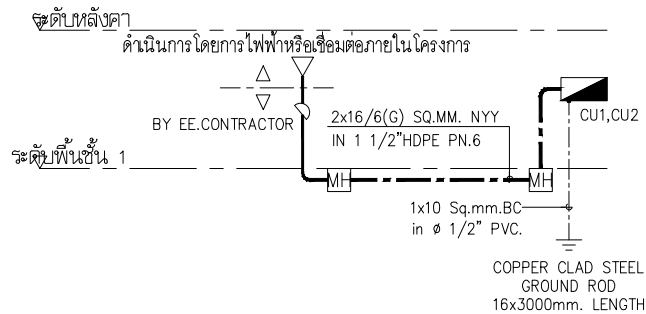 ระดับหลังคา
ดำเนินการโดยการไฟฟ้าหรือเชื่อมต่อภายในโครงการ
BY EE.CONTRACTOR
2x16/6(G) SQ.MM. NYY
IN 1 1/2"HDPE PN.6
CU1,CU2
ระดับพื้นชั้น 1
MH
MH
1x10 Sq.mm.BC
in ø 1/2" PVC.
COPPER CLAD STEEL
GROUND ROD
16x3000mm. LENGTH